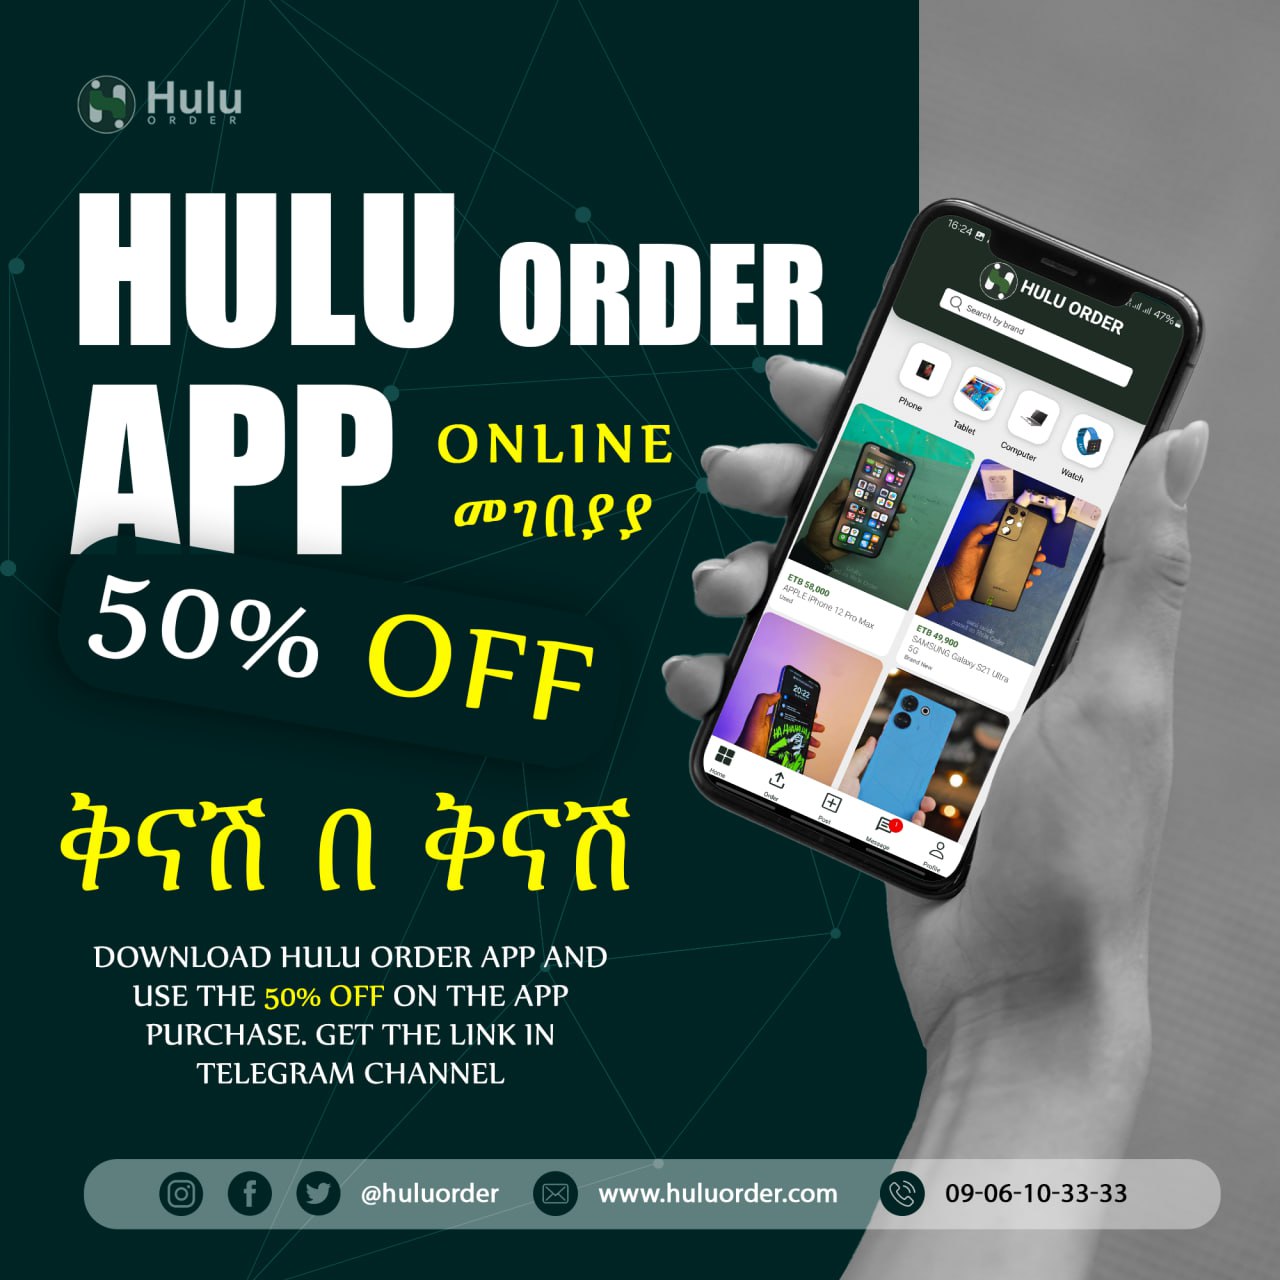 Hulu
ORDER
HULU ORDER
APP
ONLINE
መገበያያ
50% OFF
ቅናሽ በ ቅናሽ
DOWNLOAD HULU ORDER APP AND
USE THE 50% OFF ON THE APP
PURCHASE. GET THE LINK IN
TELEGRAM CHANNEL
16:24
47%
HULU ORDER
Search by brand
Phone
Tablet
Computer
Watch
ETB 58,000
APPLE iPhone 12 Pro Max
Used
ETB 49,900
SAMSUNG Galaxy S21 Ultra
5G
Brand New
20:22
Home
Order
Post
Message
Profile
@huluorder
www.huluorder.com
09-06-10-33-33